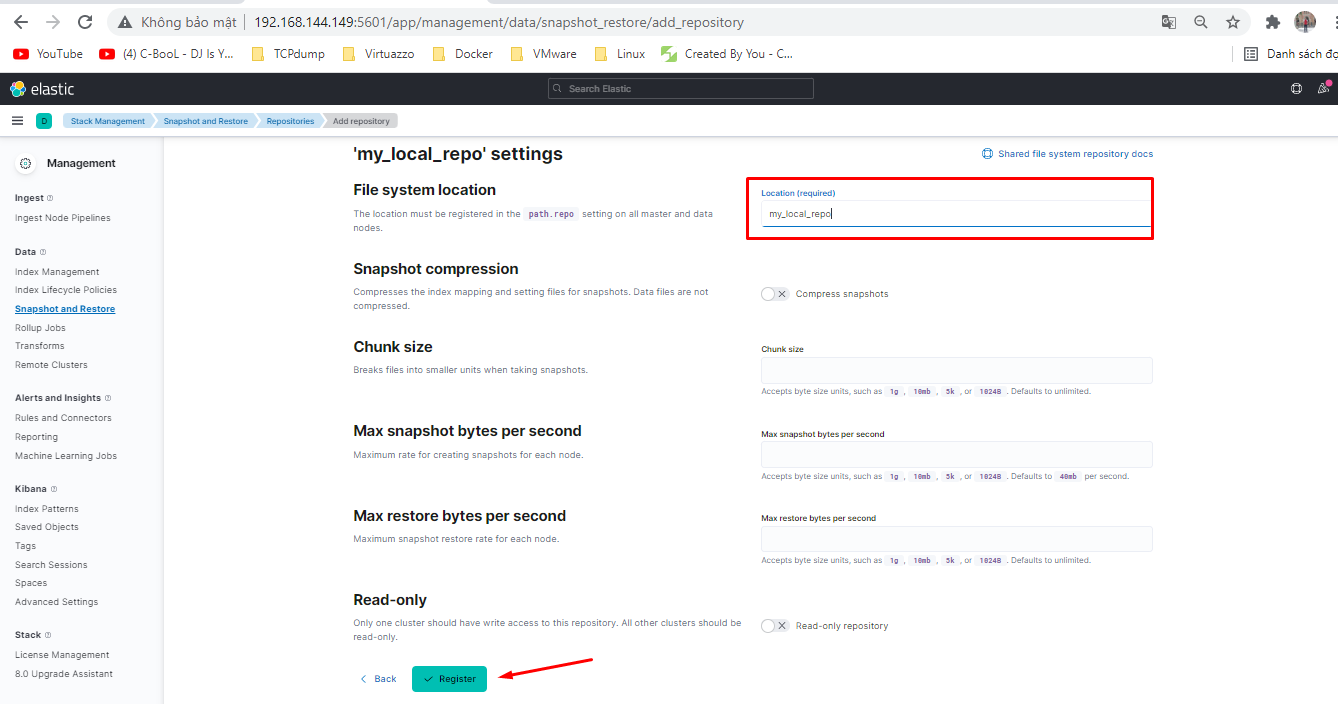 Không bảo mật
192.168.144.149:5601/app/management/data/snapshot_restore/add_repository
YouTube
(4) C-BooL - DJ Is Y...
TCPdump
Virtuazzo
Docker
VMware
Linux
Created By You - C...
Danh sách đọ
elastic
Search Elastic
D
Stack Management
Snapshot and Restore
Repositories
Add repository
Management
Ingest
Ingest Node Pipelines
Data
Index Management
Index Lifecycle Policies
Snapshot and Restore
Rollup Jobs
Transforms
Remote Clusters
Alerts and Insights
Rules and Connectors
Reporting
Machine Learning Jobs
Kibana
Index Patterns
Saved Objects
Tags
Search Sessions
Spaces
Advanced Settings
Stack
License Management
8.0 Upgrade Assistant
'my_local_repo' settings
Shared file system repository docs
File system location
The location must be registered in the path.repo setting on all master and data
nodes.
Location (required)
my_local_repo
Snapshot compression
Compresses the index mapping and setting files for snapshots. Data files are not
compressed.
Compress snapshots
Chunk size
Breaks files into smaller units when taking snapshots.
Chunk size
Accepts byte size units, such as 1g , 10mb , 5k , or 1024B . Defaults to unlimited.
Max snapshot bytes per second
Maximum rate for creating snapshots for each node.
Max snapshot bytes per second
Accepts byte size units, such as 1g , 10mb , 5k , or 1024B . Defaults to 40mb per second.
Max restore bytes per second
Maximum snapshot restore rate for each node.
Max restore bytes per second
Accepts byte size units, such as 1g , 10mb , 5k , or 1024B . Defaults to unlimited.
Read-only
Only one cluster should have write access to this repository. All other clusters should be
read-only.
Read-only repository
Back
Register